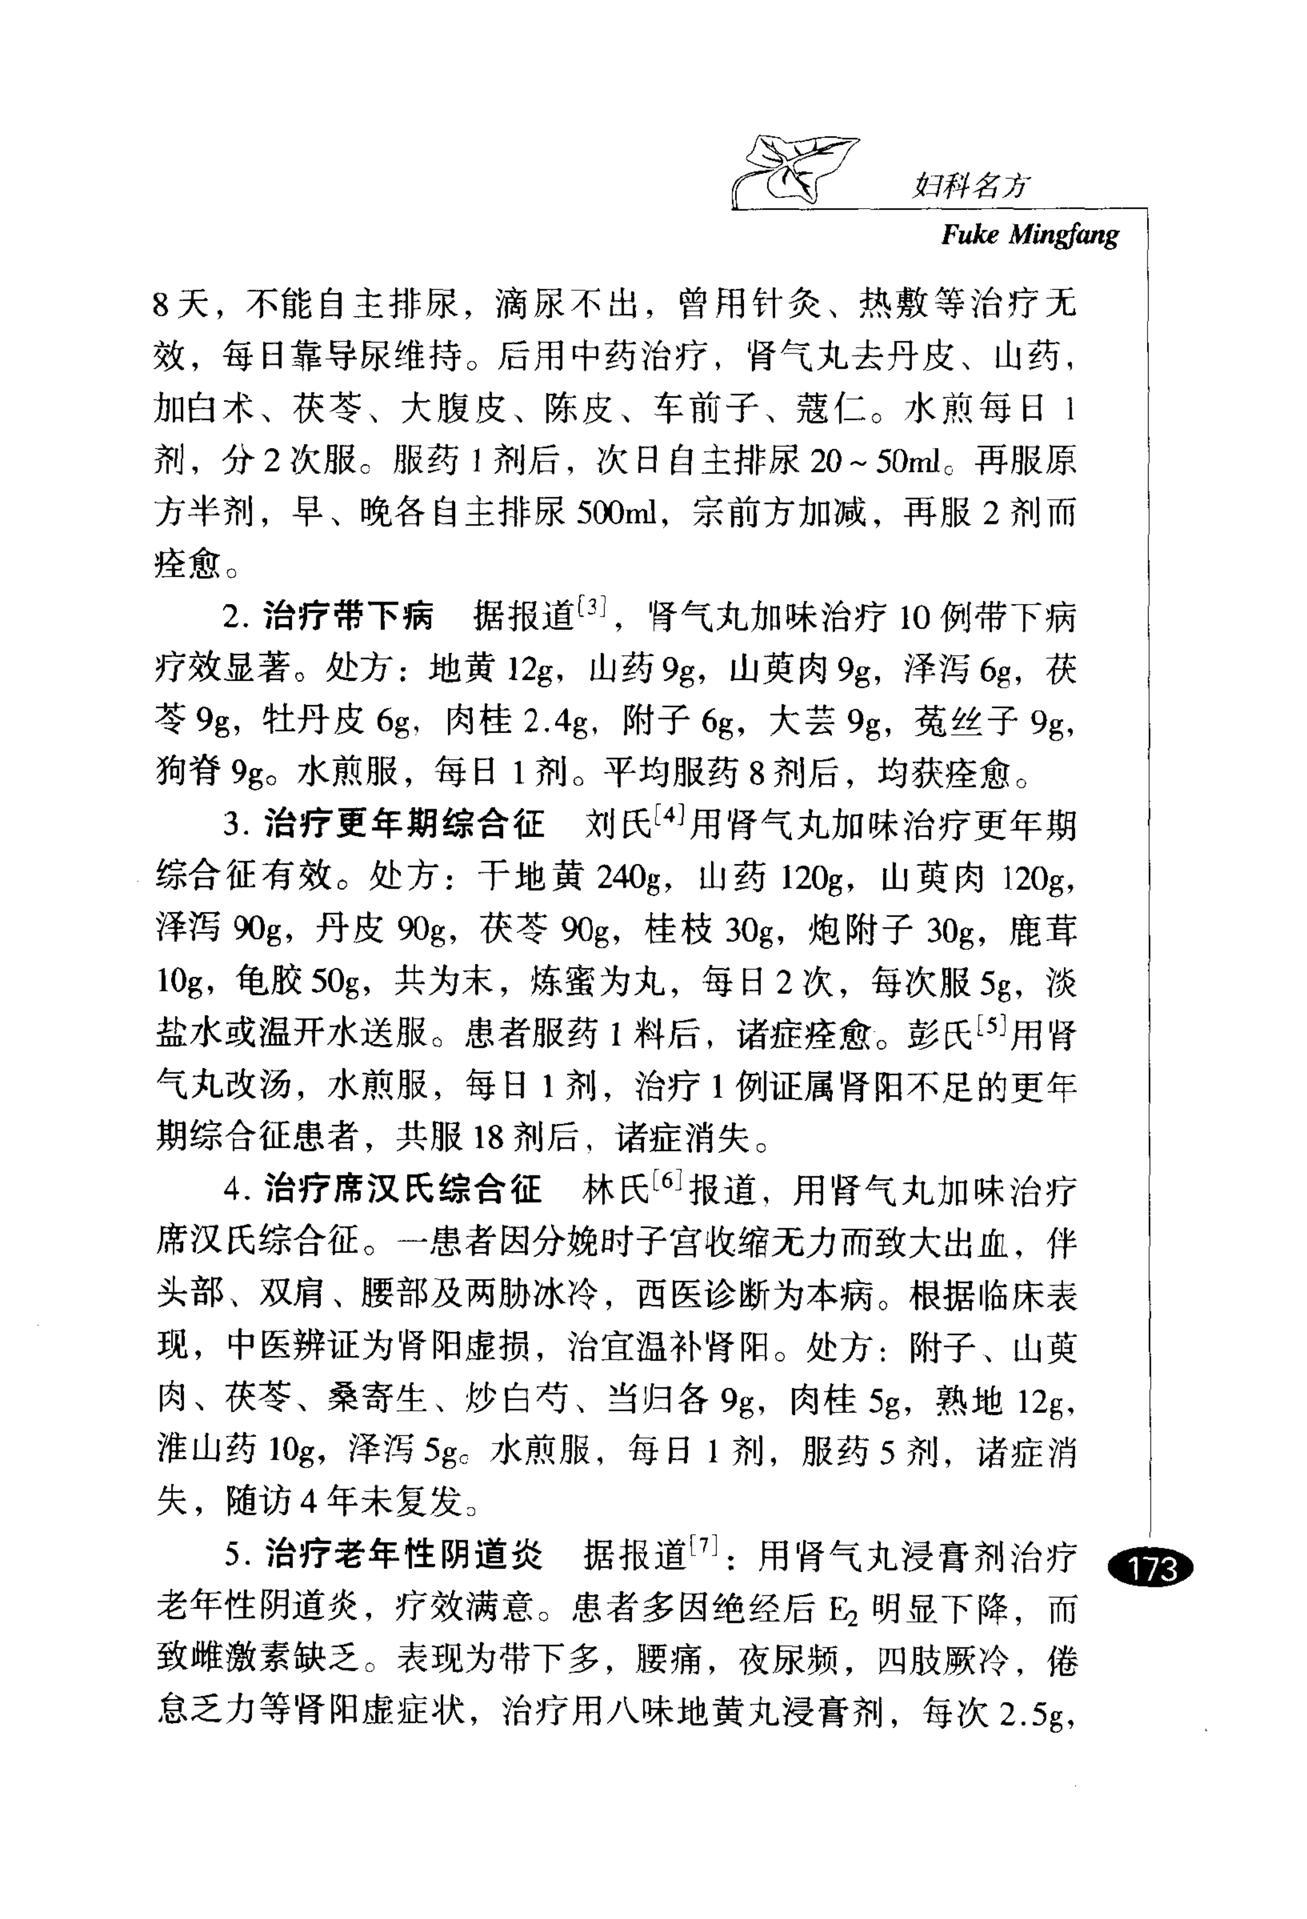 妇科名方
Fuke Mingfang
8天，不能自主排尿，滴尿不出，曾用针灸、热敷等治疗无
效，每日靠导尿维持。后用中药治疗，肾气丸去丹皮、山药，
加白术、茯苓、大腹皮、陈皮、车前子、蔻仁。水煎每日 1
剂，分2次服。服药1剂后，次日自主排尿20～50ml。再服原
方半剂，早、晚各自主排尿500ml，宗前方加减，再服2剂而
痊愈。
2. 治疗带下病　据报道[3]，肾气丸加味治疗10例带下病
疗效显著。处方：地黄12g，山药9g，山萸肉9g，泽泻6g，茯
苓9g，牡丹皮6g，肉桂2.4g，附子6g，大芸9g，菟丝子9g，
狗脊9g。水煎服，每日1剂。平均服药8剂后，均获痊愈。
3. 治疗更年期综合征　刘氏[4]用肾气丸加味治疗更年期
综合征有效。处方：干地黄240g，山药120g，山萸肉120g，
泽泻90g，丹皮90g，茯苓90g，桂枝30g，炮附子30g，鹿茸
10g，龟胶50g，共为末，炼蜜为丸，每日2次，每次服5g，淡
盐水或温开水送服。患者服药1料后，诸症痊愈。彭氏[5]用肾
气丸改汤，水煎服，每日1剂，治疗1例证属肾阳不足的更年
期综合征患者，共服18剂后，诸症消失。
4. 治疗席汉氏综合征　林氏[6]报道，用肾气丸加味治疗
席汉氏综合征。一患者因分娩时子宫收缩无力而致大出血，伴
头部、双肩、腰部及两胁冰冷，西医诊断为本病。根据临床表
现，中医辨证为肾阳虚损，治宜温补肾阳。处方：附子、山萸
肉、茯苓、桑寄生、炒白芍、当归各9g，肉桂5g，熟地12g，
淮山药10g，泽泻5g。水煎服，每日1剂，服药5剂，诸症消
失，随访4年未复发。
5. 治疗老年性阴道炎　据报道[7]：用肾气丸浸膏剂治疗
老年性阴道炎，疗效满意。患者多因绝经后E₂明显下降，而
致雌激素缺乏。表现为带下多，腰痛，夜尿频，四肢厥冷，倦
怠乏力等肾阳虚症状，治疗用八味地黄丸浸膏剂，每次2.5g，
173